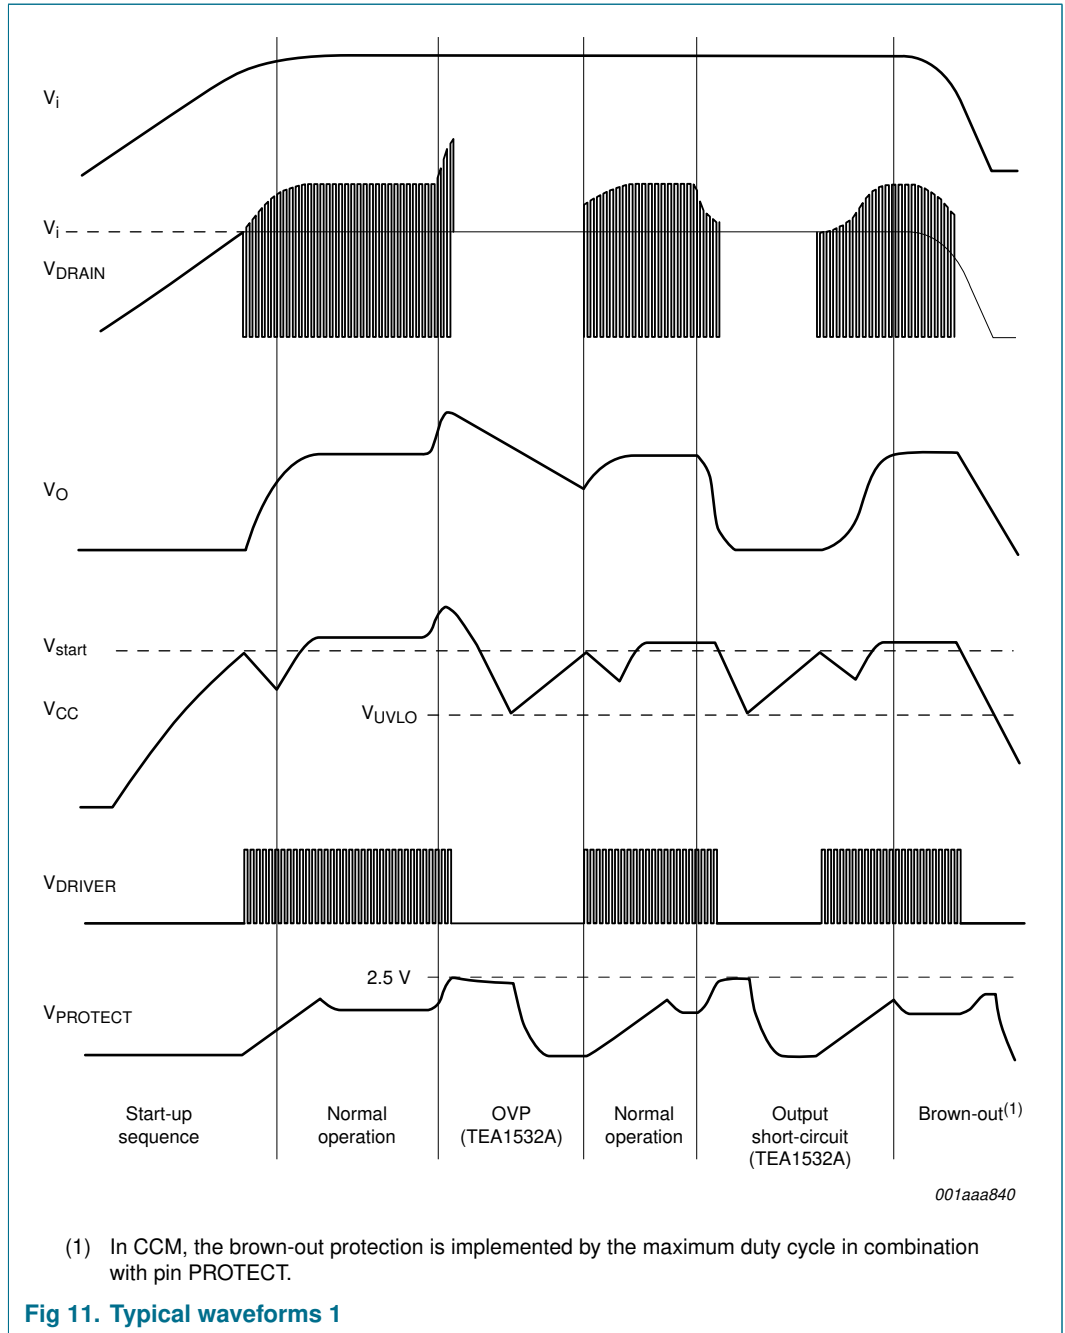 Vi
Vi
VDRAIN
VO
Vstart
VCC
VUVLO
VDRIVER
2.5 V
VPROTECT
Start-up
sequence
Normal
operation
OVP
(TEA1532A)
Normal
operation
Output
short-circuit
(TEA1532A)
Brown-out(1)
001aaa840
(1) In CCM, the brown-out protection is implemented by the maximum duty cycle in combination
with pin PROTECT.
Fig 11. Typical waveforms 1